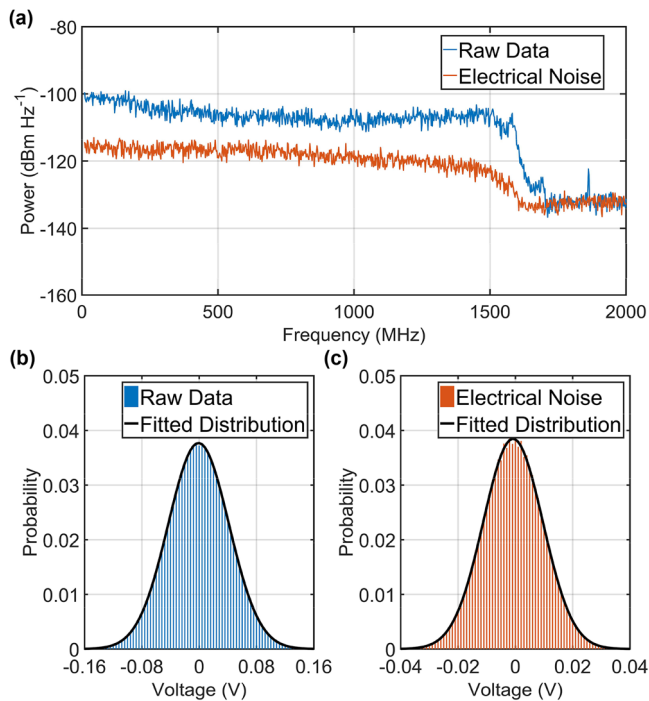 (a)
-80
-100
-120
-140
-160
Power (dBm Hz⁻¹)
Raw Data
Electrical Noise
0
500
1000
1500
2000
Frequency (MHz)
(b)
0.05
0.04
0.03
0.02
0.01
0
Probability
Raw Data
Fitted Distribution
-0.16
-0.08
0
0.08
0.16
Voltage (V)
(c)
0.05
0.04
0.03
0.02
0.01
0
Probability
Electrical Noise
Fitted Distribution
-0.04
-0.02
0
0.02
0.04
Voltage (V)